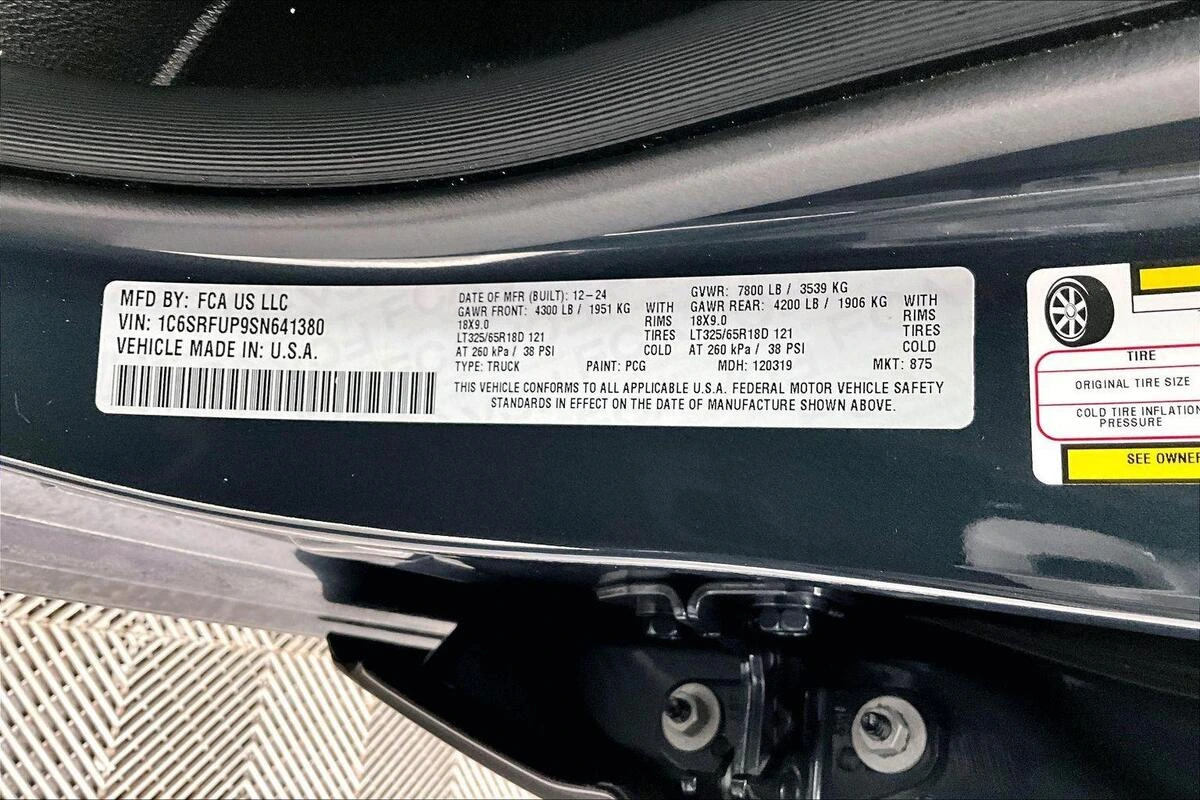 MFD BY: FCA US LLC
VIN: 1C6SRFUP9SN641380
VEHICLE MADE IN: U.S.A.
DATE OF MFR (BUILT): 12-24
GAWR FRONT: 4300 LB / 1951 KG WITH
18X9.0 RIMS
LT325/65R18D 121 TIRES
AT 260 kPa / 38 PSI COLD
GVWR: 7800 LB / 3539 KG
GAWR REAR: 4200 LB / 1906 KG WITH
18X9.0 RIMS
LT325/65R18D 121 TIRES
AT 260 kPa / 38 PSI COLD
TYPE: TRUCK PAINT: PCG MDH: 120319 MKT: 875
THIS VEHICLE CONFORMS TO ALL APPLICABLE U.S.A. FEDERAL MOTOR VEHICLE SAFETY
STANDARDS IN EFFECT ON THE DATE OF MANUFACTURE SHOWN ABOVE.
TIRE
ORIGINAL TIRE SIZE
COLD TIRE INFLATION
PRESSURE
SEE OWNER